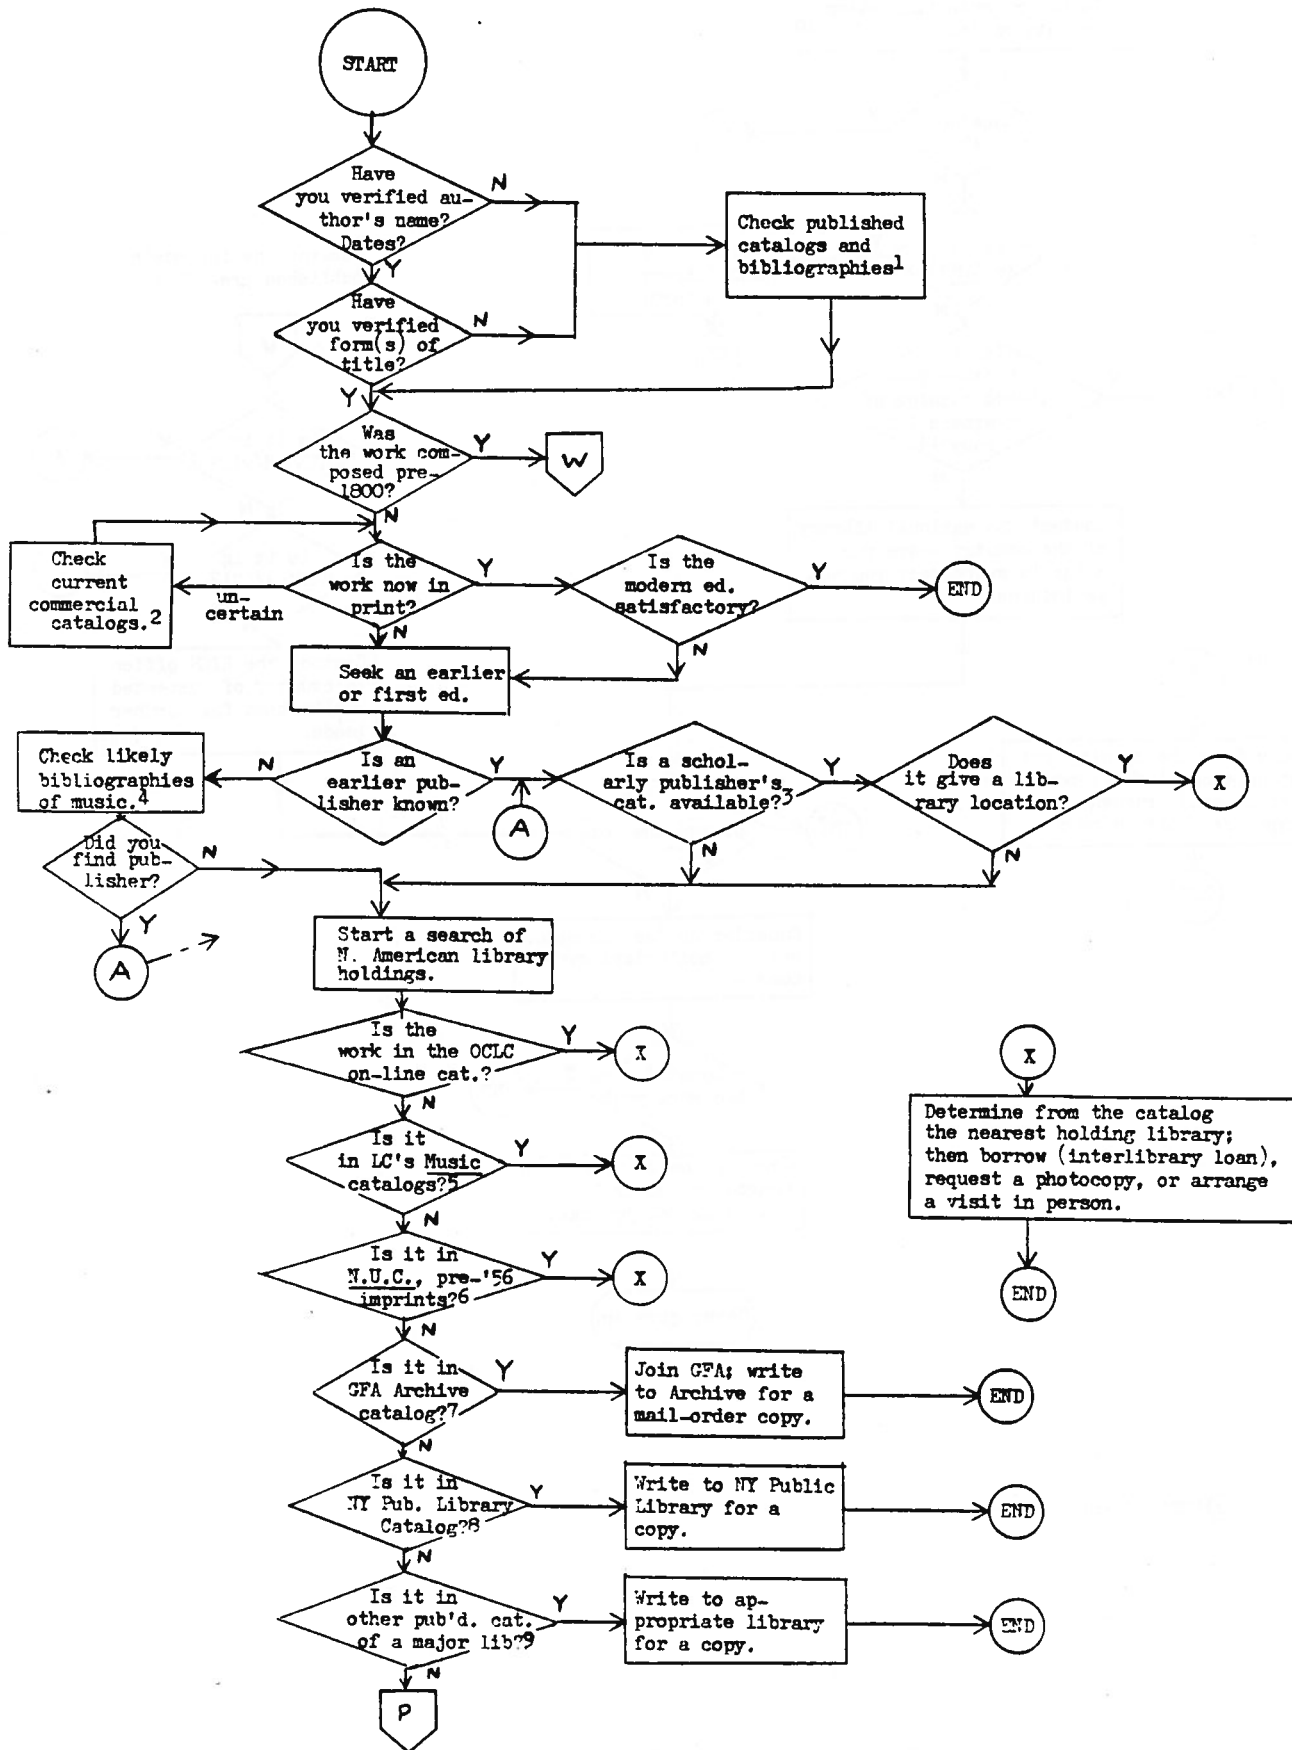 START
Have
you verified au-
thor's name?
Dates?
N
Y
Check published
catalogs and
bibliographies1
Have
you verified
form(s) of
title?
N
Y
Was
the work com-
posed pre-
1800?
Y
W
N
Check
current
commercial
catalogs.2
un-
certain
Is the
work now in
print?
Y
N
Is the
modern ed.
satisfactory?
Y
END
N
Seek an earlier
or first ed.
Check likely
bibliographies
of music.4
N
Is an
earlier pub-
lisher known?
Y
A
Is a schol-
arly publisher's
cat. available?3
Y
N
Does
it give a lib-
rary location?
Y
X
N
Did you
find pub-
lisher?
N
Y
A
Start a search of
N. American library
holdings.
Is the
work in the OCLC
on-line cat.?
Y
X
N
Is it
in LC's Music
catalogs?5
Y
X
N
Is it in
N.U.C., pre-'56
imprints?6
Y
X
N
X
Determine from the catalog
the nearest holding library;
then borrow (interlibrary loan),
request a photocopy, or arrange
a visit in person.
END
Is it in
GFA Archive
catalog?7
Y
Join GFA; write
to Archive for a
mail-order copy.
END
N
Is it in
NY Pub. Library
Catalog?8
Y
Write to NY Public
Library for a
copy.
END
N
Is it in
other pub'd. cat.
of a major lib?9
Y
Write to ap-
propriate library
for a copy.
END
N
P